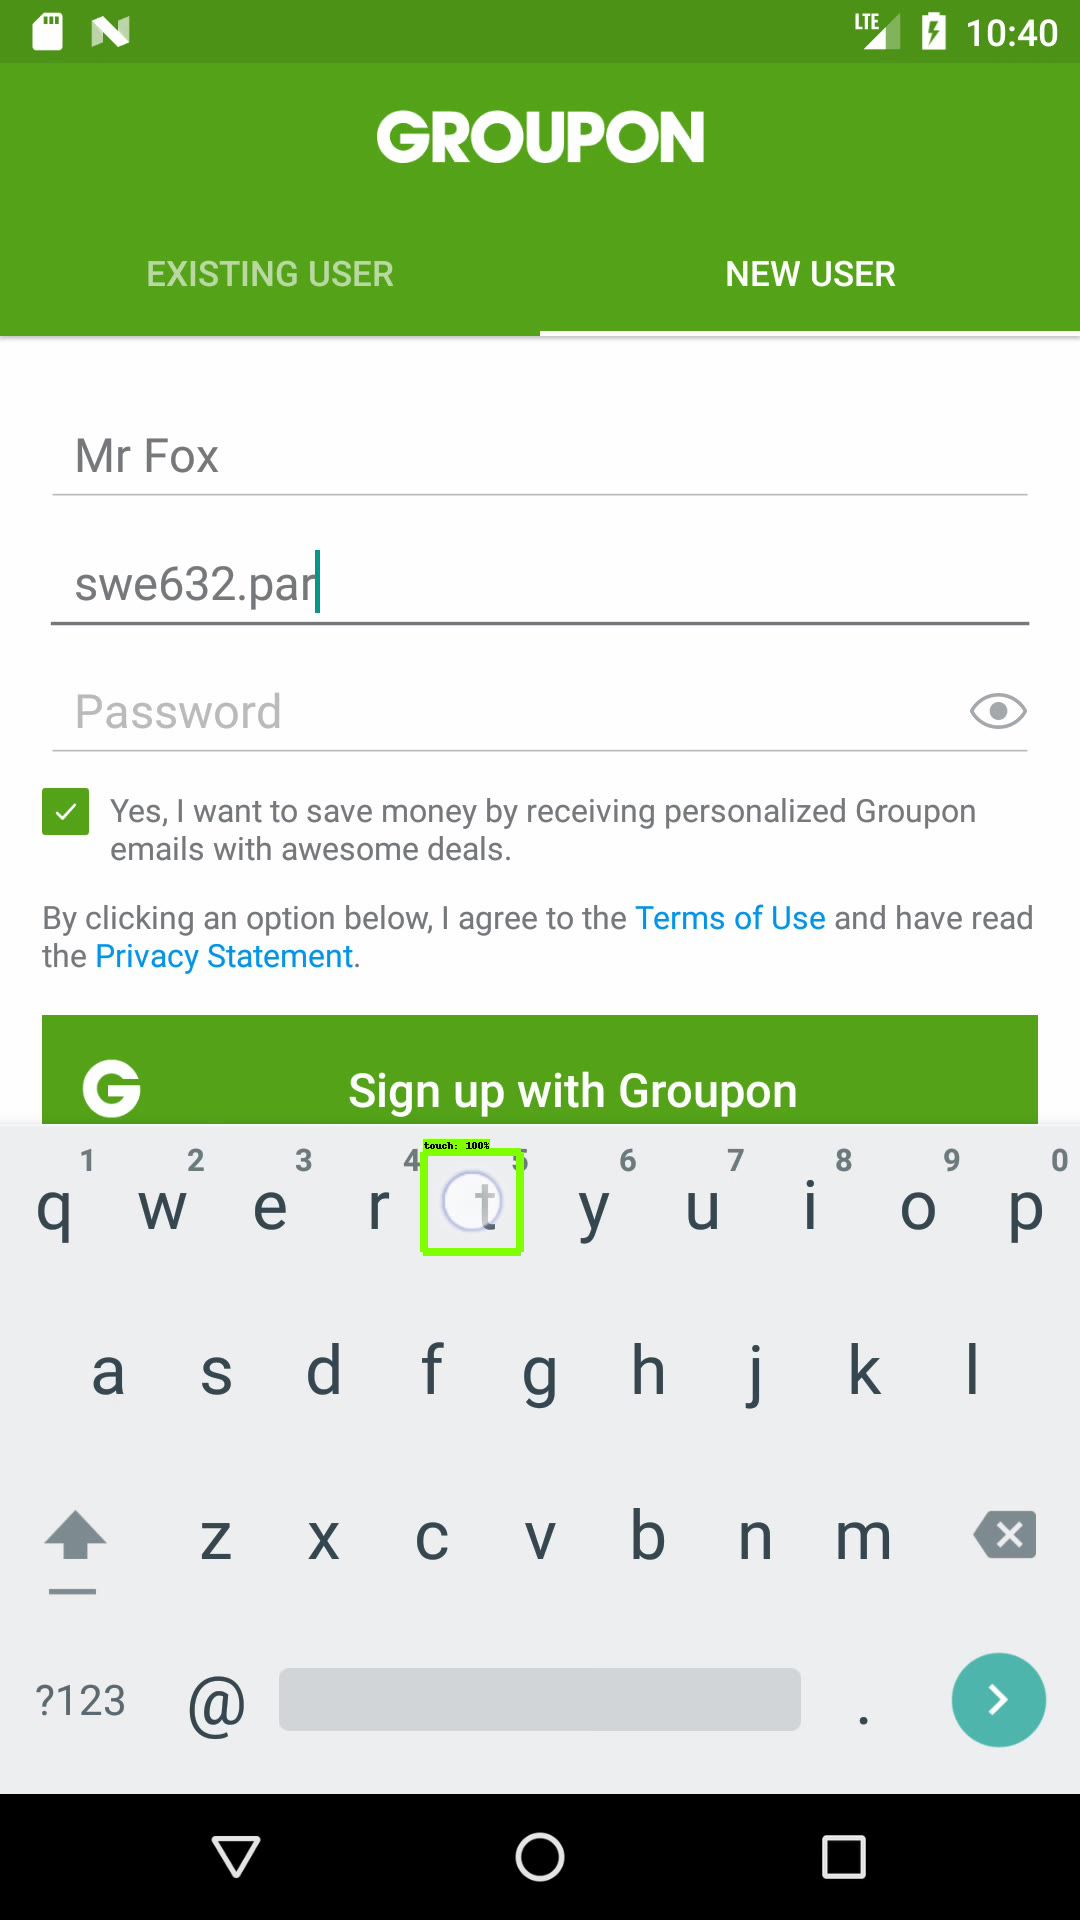 LTE 10:40
GROUPON
EXISTING USER NEW USER
Mr Fox
swe632.par
Password
Yes, I want to save money by receiving personalized Groupon
emails with awesome deals.
By clicking an option below, I agree to the Terms of Use and have read
the Privacy Statement.
G Sign up with Groupon
touch: 100%
1 2 3 4 5 6 7 8 9 0
q w e r t y u i o p
a s d f g h j k l
z x c v b n m
?123 @ .